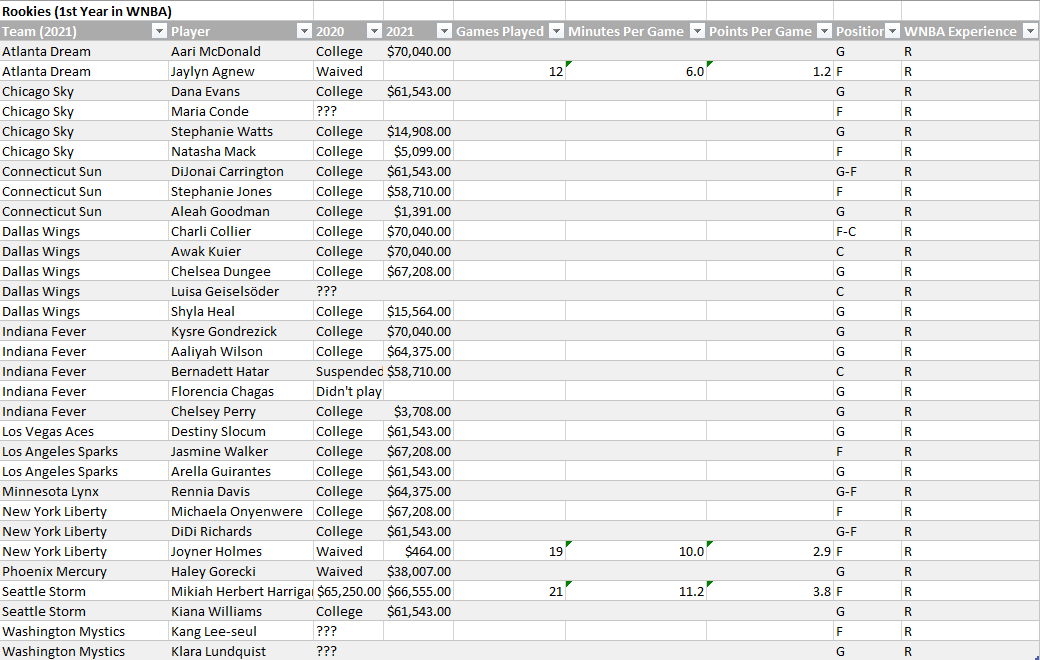 Rookies (1st Year in WNBA)
Team (2021) Player 2020 2021 Games Played Minutes Per Game Points Per Game Position WNBA Experience
Atlanta Dream Aari McDonald College $70,040.00 G R
Atlanta Dream Jaylyn Agnew Waived 12 6.0 1.2 F R
Chicago Sky Dana Evans College $61,543.00 G R
Chicago Sky Maria Conde ??? F R
Chicago Sky Stephanie Watts College $14,908.00 G R
Chicago Sky Natasha Mack College $5,099.00 F R
Connecticut Sun DiJonai Carrington College $61,543.00 G-F R
Connecticut Sun Stephanie Jones College $58,710.00 F R
Connecticut Sun Aleah Goodman College $1,391.00 G R
Dallas Wings Charli Collier College $70,040.00 F-C R
Dallas Wings Awak Kuier College $70,040.00 C R
Dallas Wings Chelsea Dungee College $67,208.00 G R
Dallas Wings Luisa Geiselsöder ??? C R
Dallas Wings Shyla Heal College $15,564.00 G R
Indiana Fever Kysre Gondrezick College $70,040.00 G R
Indiana Fever Aaliyah Wilson College $64,375.00 G R
Indiana Fever Bernadett Hatar Suspended $58,710.00 C R
Indiana Fever Florencia Chagas Didn't play G R
Indiana Fever Chelsey Perry College $3,708.00 G R
Los Vegas Aces Destiny Slocum College $61,543.00 G R
Los Angeles Sparks Jasmine Walker College $67,208.00 F R
Los Angeles Sparks Arella Guirantes College $61,543.00 G R
Minnesota Lynx Rennia Davis College $64,375.00 G-F R
New York Liberty Michaela Onyenwere College $67,208.00 F R
New York Liberty DiDi Richards College $61,543.00 G-F R
New York Liberty Joyner Holmes Waived $464.00 19 10.0 2.9 F R
Phoenix Mercury Haley Gorecki Waived $38,007.00 G R
Seattle Storm Mikiah Herbert Harrigan $65,250.00 $66,555.00 21 11.2 3.8 F R
Seattle Storm Kiana Williams College $61,543.00 G R
Washington Mystics Kang Lee-seul ??? F R
Washington Mystics Klara Lundquist ??? G R